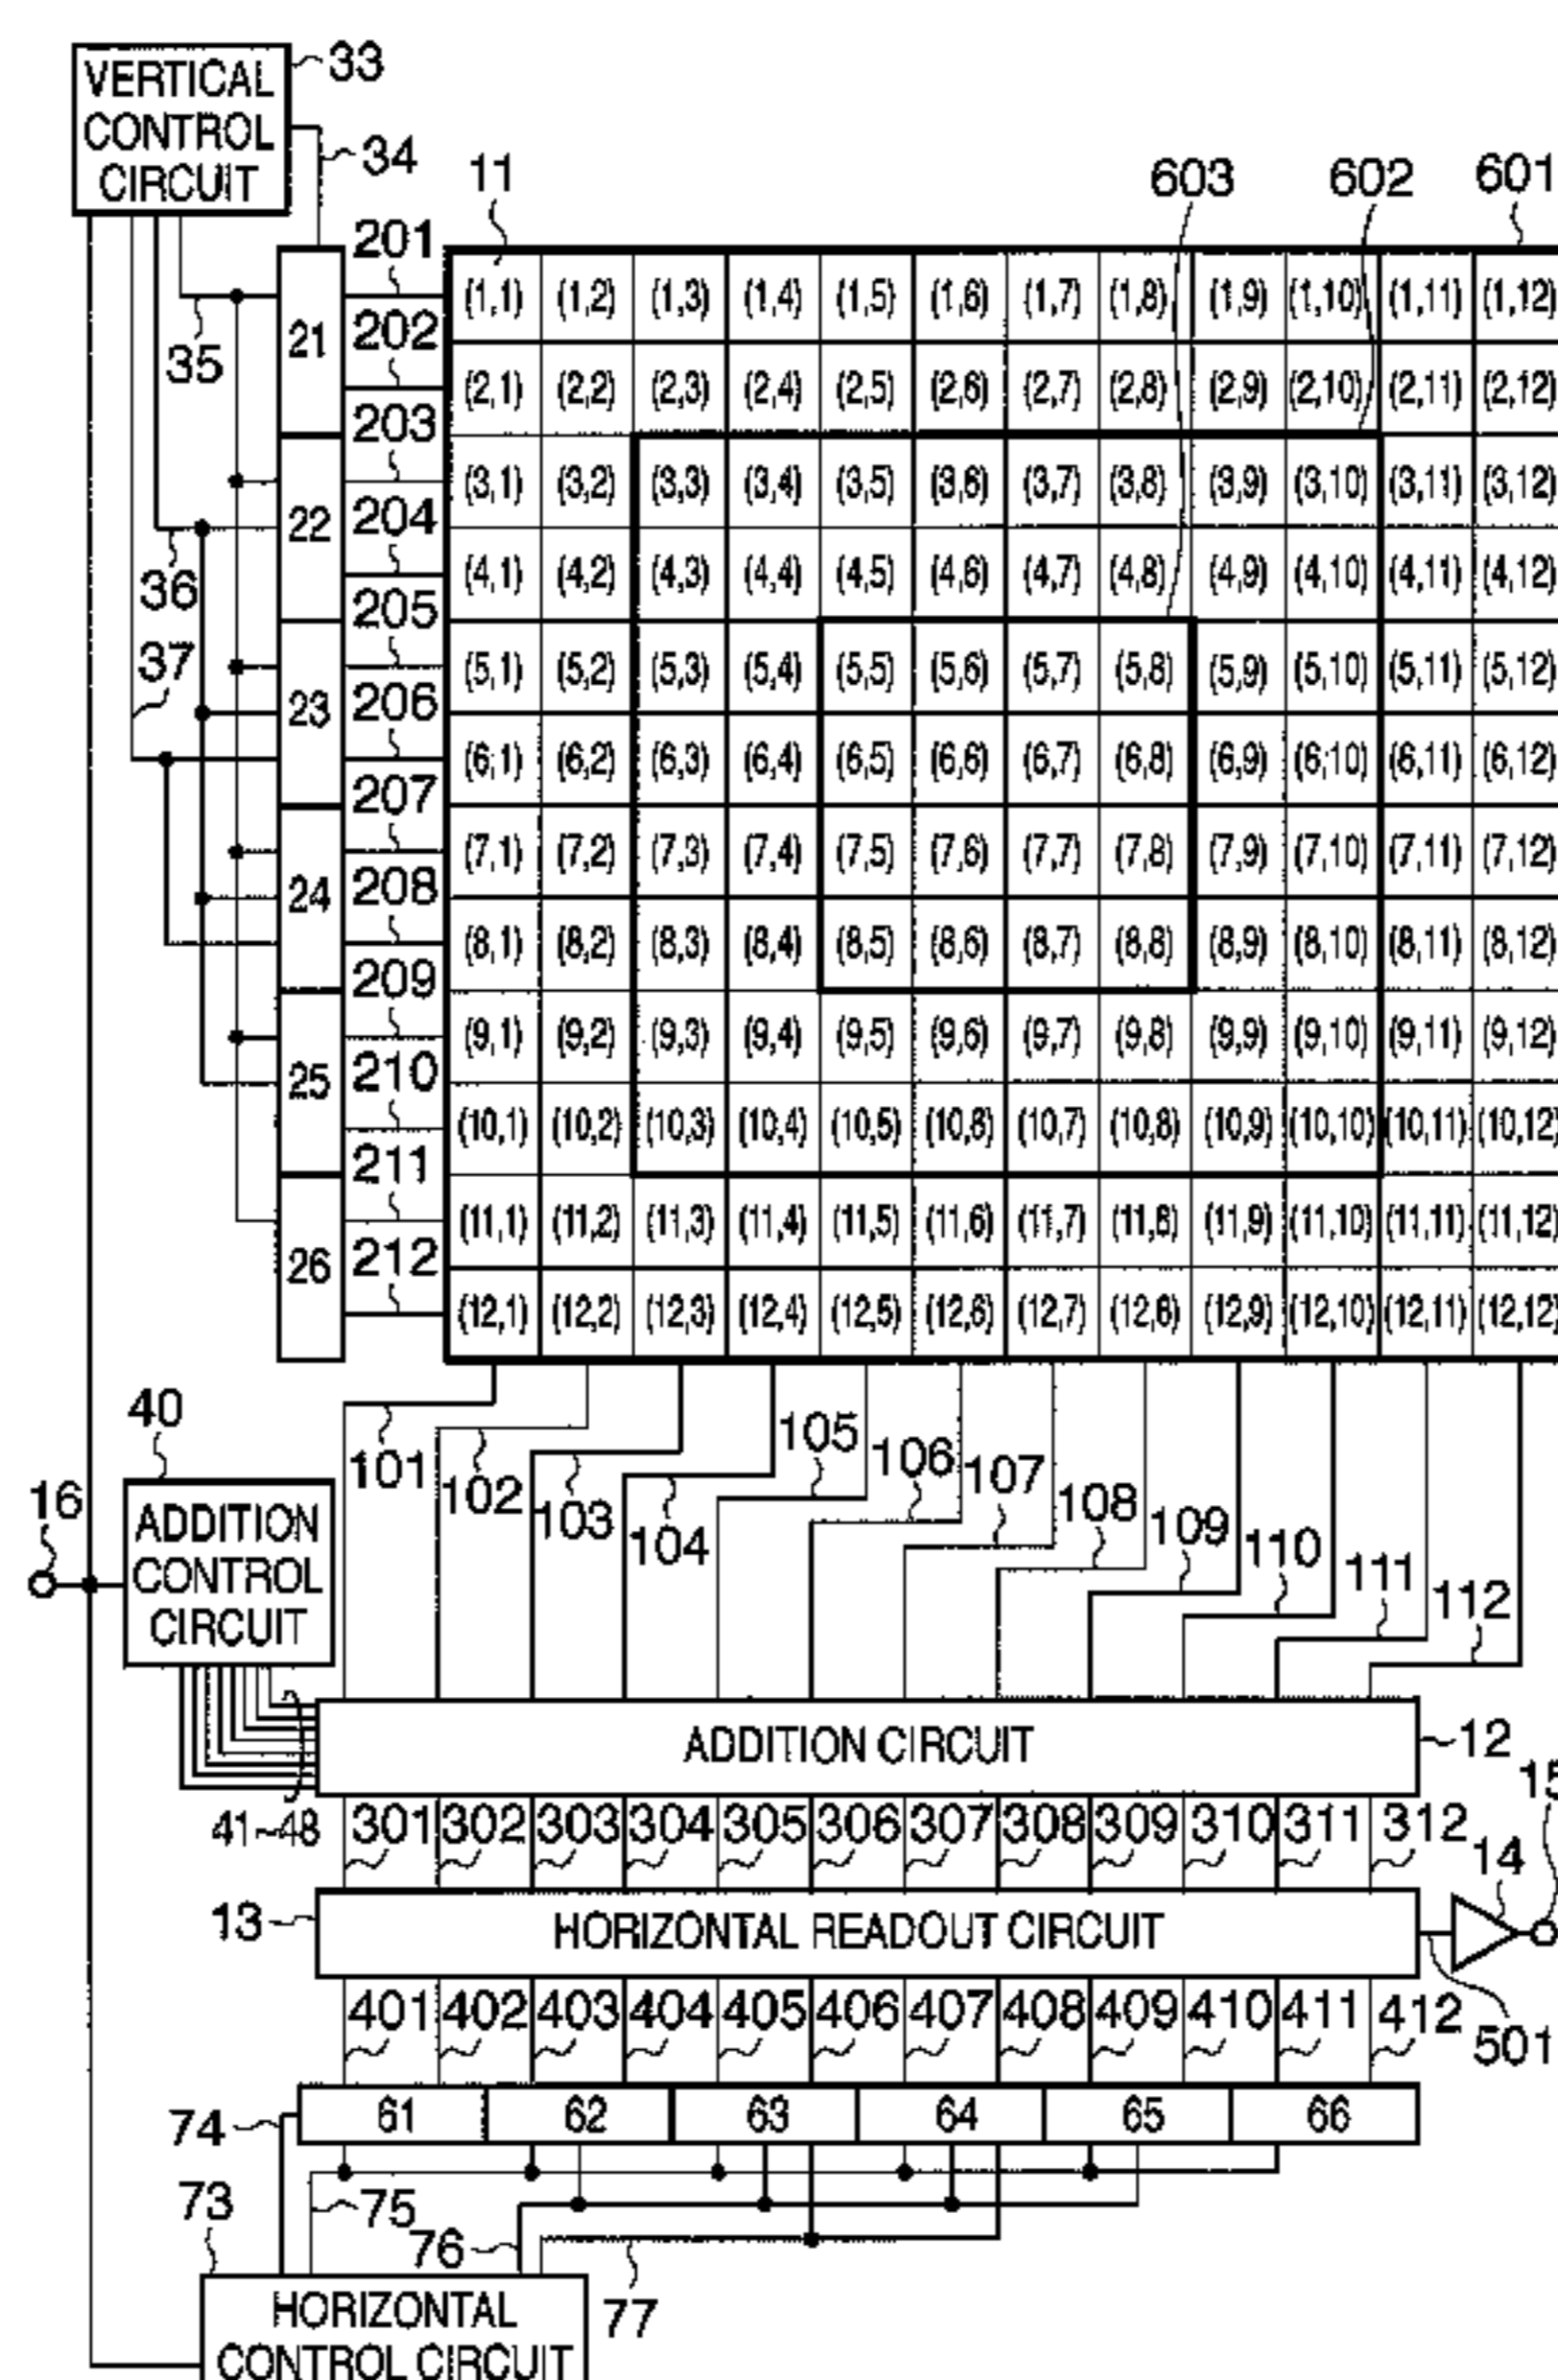 VERTICAL
CONTROL
CIRCUIT
33
34
11
603
602
601
201
202
203
204
205
206
207
208
209
210
211
212
35
36
37
21
22
23
24
25
26
(1,1) (1,2) (1,3) (1,4) (1,5) (1,6) (1,7) (1,8) (1,9) (1,10) (1,11) (1,12)
(2,1) (2,2) (2,3) (2,4) (2,5) (2,6) (2,7) (2,8) (2,9) (2,10) (2,11) (2,12)
(3,1) (3,2) (3,3) (3,4) (3,5) (3,6) (3,7) (3,8) (3,9) (3,10) (3,11) (3,12)
(4,1) (4,2) (4,3) (4,4) (4,5) (4,6) (4,7) (4,8) (4,9) (4,10) (4,11) (4,12)
(5,1) (5,2) (5,3) (5,4) (5,5) (5,6) (5,7) (5,8) (5,9) (5,10) (5,11) (5,12)
(6,1) (6,2) (6,3) (6,4) (6,5) (6,6) (6,7) (6,8) (6,9) (6,10) (6,11) (6,12)
(7,1) (7,2) (7,3) (7,4) (7,5) (7,6) (7,7) (7,8) (7,9) (7,10) (7,11) (7,12)
(8,1) (8,2) (8,3) (8,4) (8,5) (8,6) (8,7) (8,8) (8,9) (8,10) (8,11) (8,12)
(9,1) (9,2) (9,3) (9,4) (9,5) (9,6) (9,7) (9,8) (9,9) (9,10) (9,11) (9,12)
(10,1) (10,2) (10,3) (10,4) (10,5) (10,6) (10,7) (10,8) (10,9) (10,10) (10,11) (10,12)
(11,1) (11,2) (11,3) (11,4) (11,5) (11,6) (11,7) (11,8) (11,9) (11,10) (11,11) (11,12)
(12,1) (12,2) (12,3) (12,4) (12,5) (12,6) (12,7) (12,8) (12,9) (12,10) (12,11) (12,12)
40
16
ADDITION
CONTROL
CIRCUIT
101
102
103
104
105
106
107
108
109
110
111
112
ADDITION CIRCUIT
12
15
41~48
301 302 303 304 305 306 307 308 309 310 311 312
14
13
HORIZONTAL READOUT CIRCUIT
401 402 403 404 405 406 407 408 409 410 411 412
501
74
61 62 63 64 65 66
73
75
76
77
HORIZONTAL
CONTROL CIRCUIT